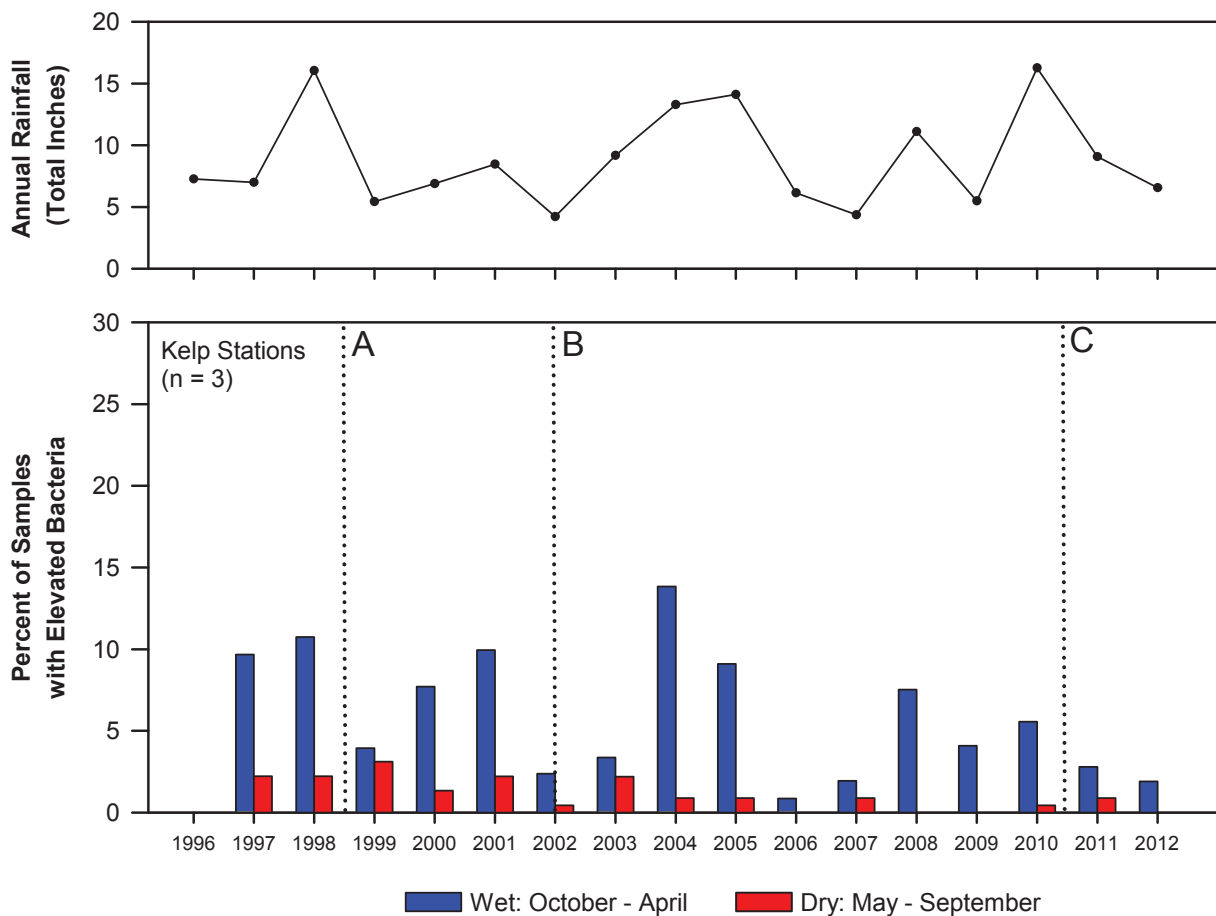 Annual Rainfall
(Total Inches)
20
15
10
5
0
Percent of Samples
with Elevated Bacteria
30
25
20
15
10
5
0
Kelp Stations
(n = 3)
A
B
C
1996 1997 1998 1999 2000 2001 2002 2003 2004 2005 2006 2007 2008 2009 2010 2011 2012
Wet: October - April Dry: May - September